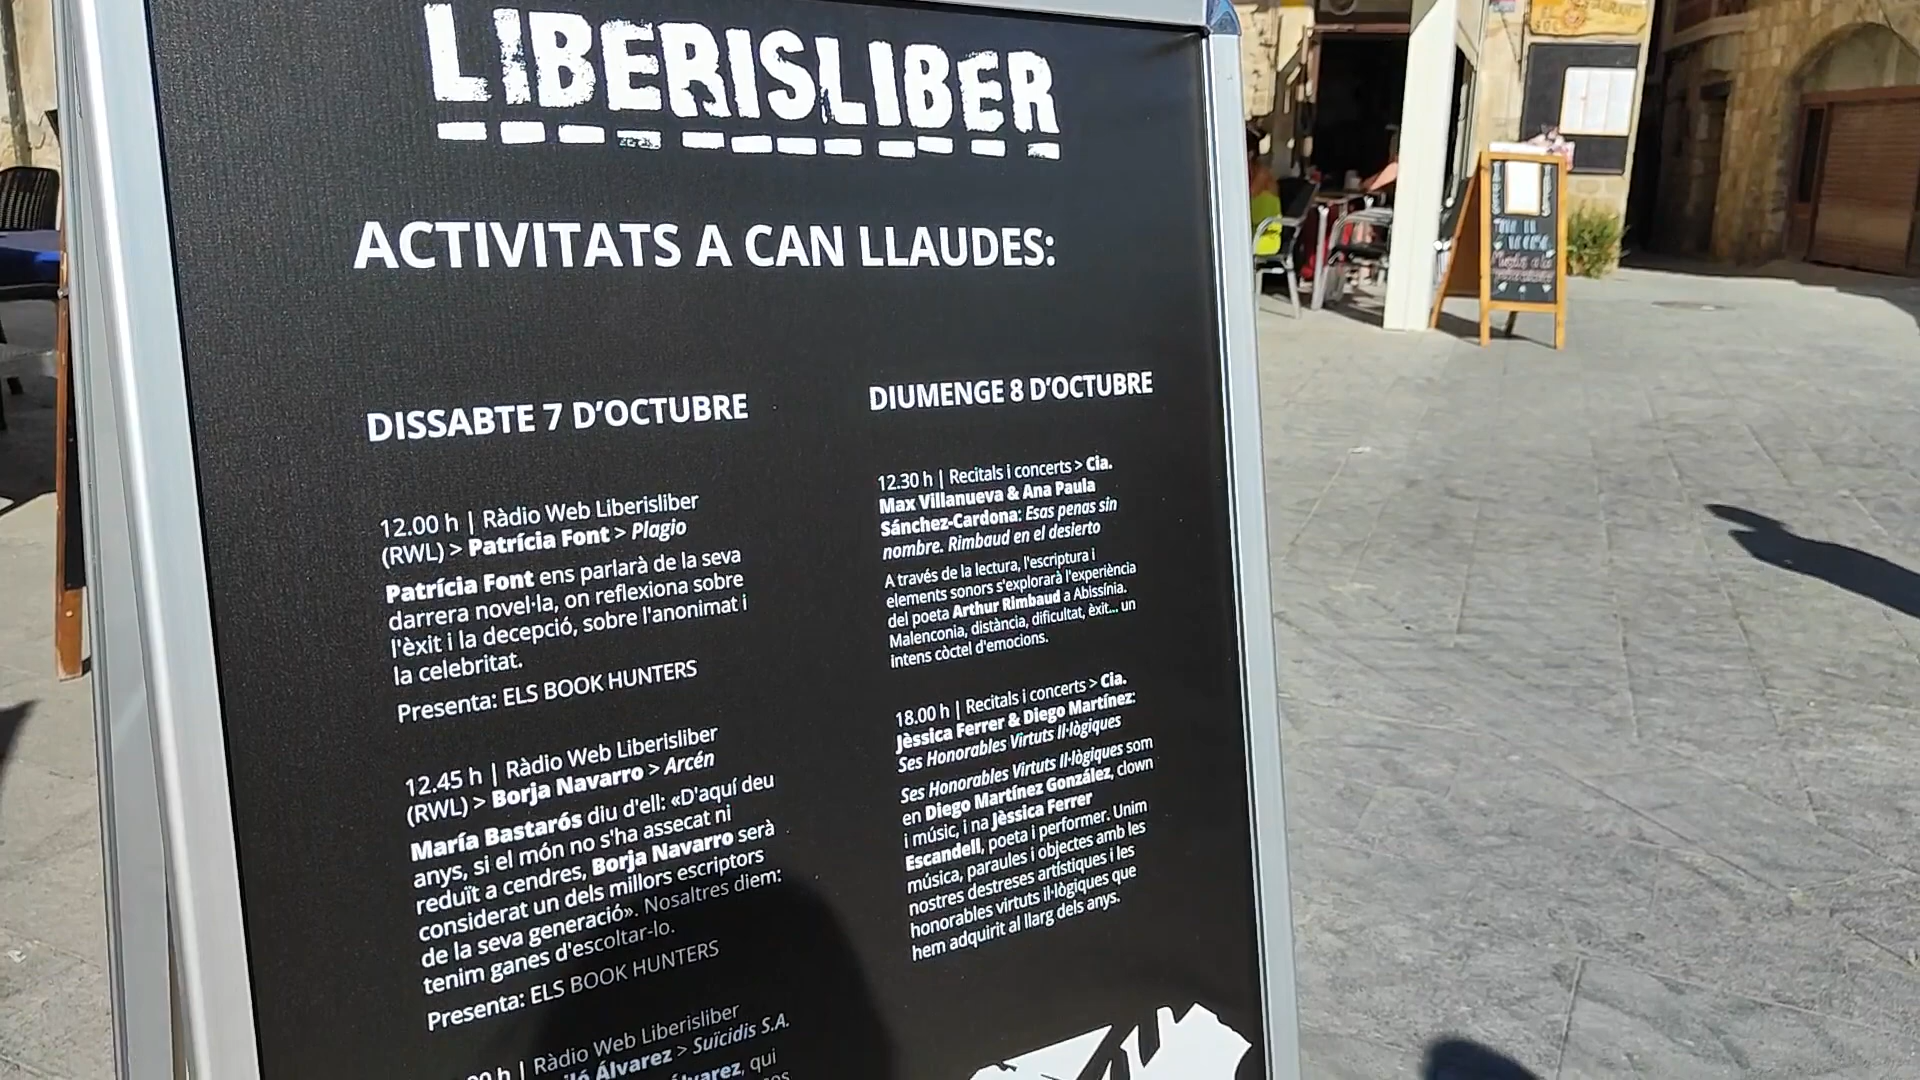 LIBERISLIBER
ACTIVITATS A CAN LLAUDES:
DISSABTE 7 D'OCTUBRE
12.00 h | Ràdio Web Liberisliber
(RWL) > Patrícia Font > Plagio
Patrícia Font ens parlarà de la seva
darrera novel·la, on reflexiona sobre
l'èxit i la decepció, sobre l'anonimat i
la celebritat.
Presenta: ELS BOOK HUNTERS
12.45 h | Ràdio Web Liberisliber
(RWL) > Borja Navarro > Arcén
María Bastarós diu d'ell: «D'aquí deu
anys, si el món no s'ha assecat ni
reduït a cendres, Borja Navarro serà
considerat un dels millors escriptors
de la seva generació». Nosaltres diem:
tenim ganes d'escoltar-lo.
Presenta: ELS BOOK HUNTERS
h | Ràdio Web Liberisliber
Álvarez > Suïcidis S.A.
qui
DIUMENGE 8 D'OCTUBRE
12.30 h | Recitals i concerts > Cia.
Max Villanueva & Ana Paula
Sánchez-Cardona: Esas penas sin
nombre. Rimbaud en el desierto
A través de la lectura, l'escriptura i
elements sonors s'explorarà l'experiència
del poeta Arthur Rimbaud a Abissínia.
Malenconia, distància, dificultat, èxit... un
intens còctel d'emocions.
18.00 h | Recitals i concerts > Cia.
Jèssica Ferrer & Diego Martínez:
Ses Honorables Virtuts Il·lògiques
Ses Honorables Virtuts Il·lògiques som
en Diego Martínez González, clown
i músic, i na Jèssica Ferrer
Escandell, poeta i performer. Unim
música, paraules i objectes amb les
nostres destreses artístiques i les
honorables virtuts il·lògiques que
hem adquirit al llarg dels anys.